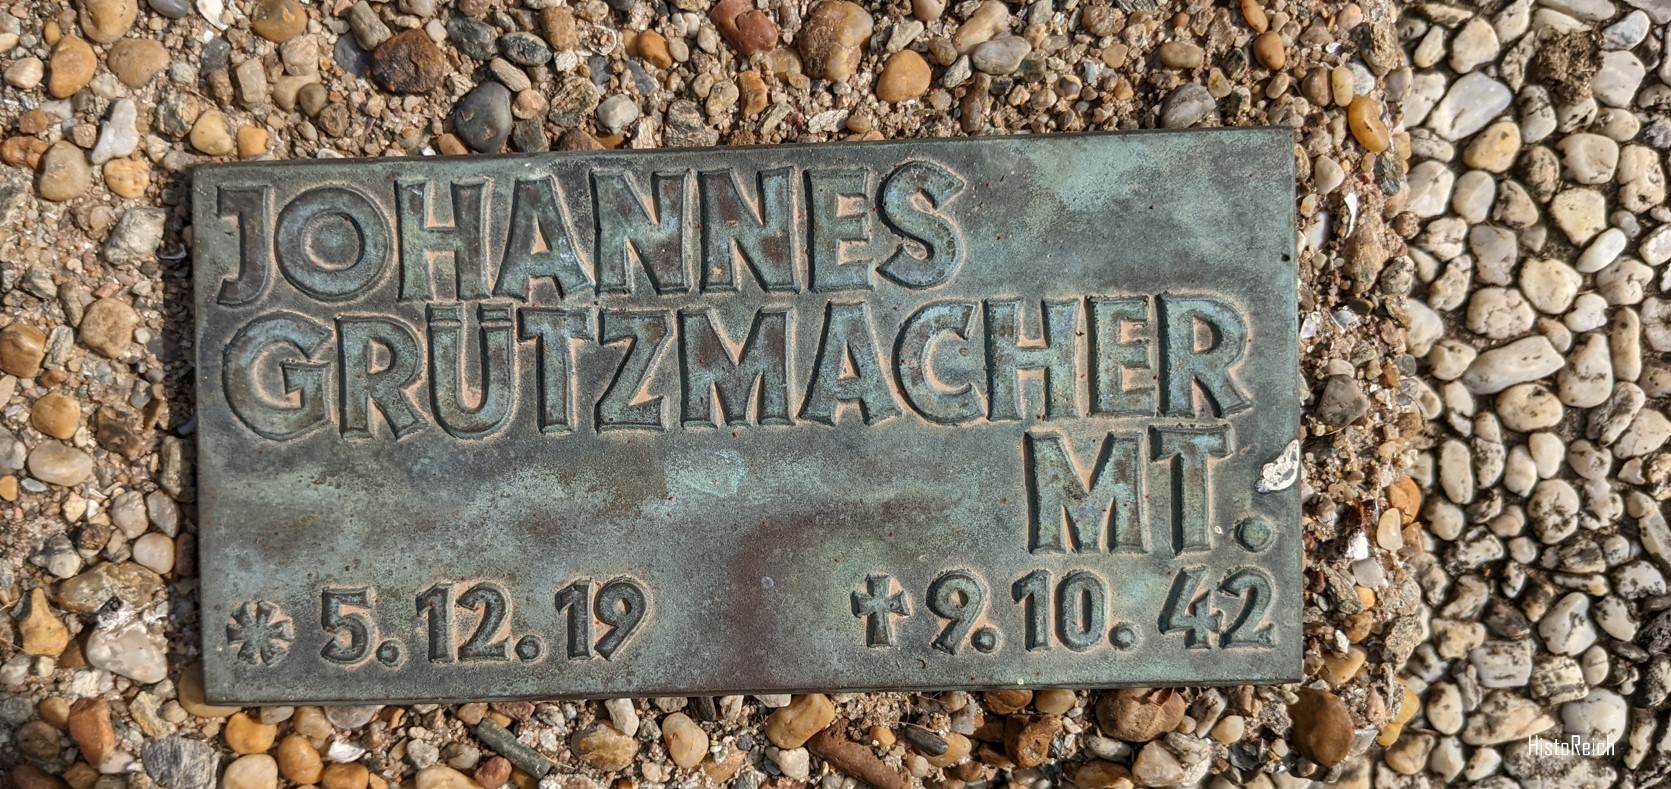 JOHANNES
GRÜTZMACHER
MT.
* 5.12.19 † 9.10.42
HistoReich